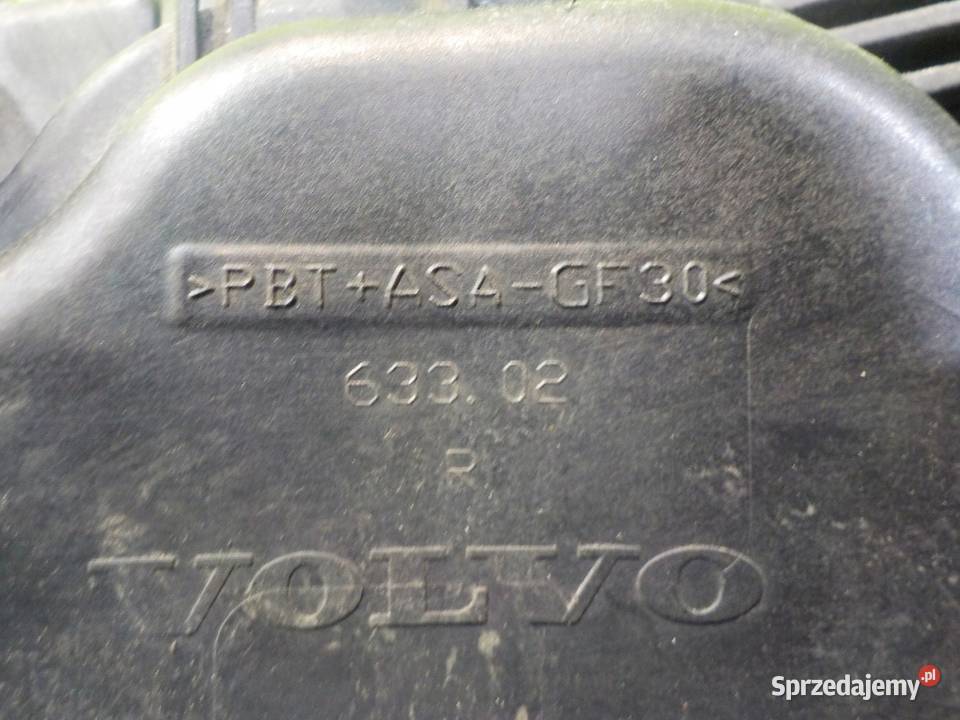 >PBT+ASA-GF30<
633.02
R
VOLVO
Sprzedajemy.pl